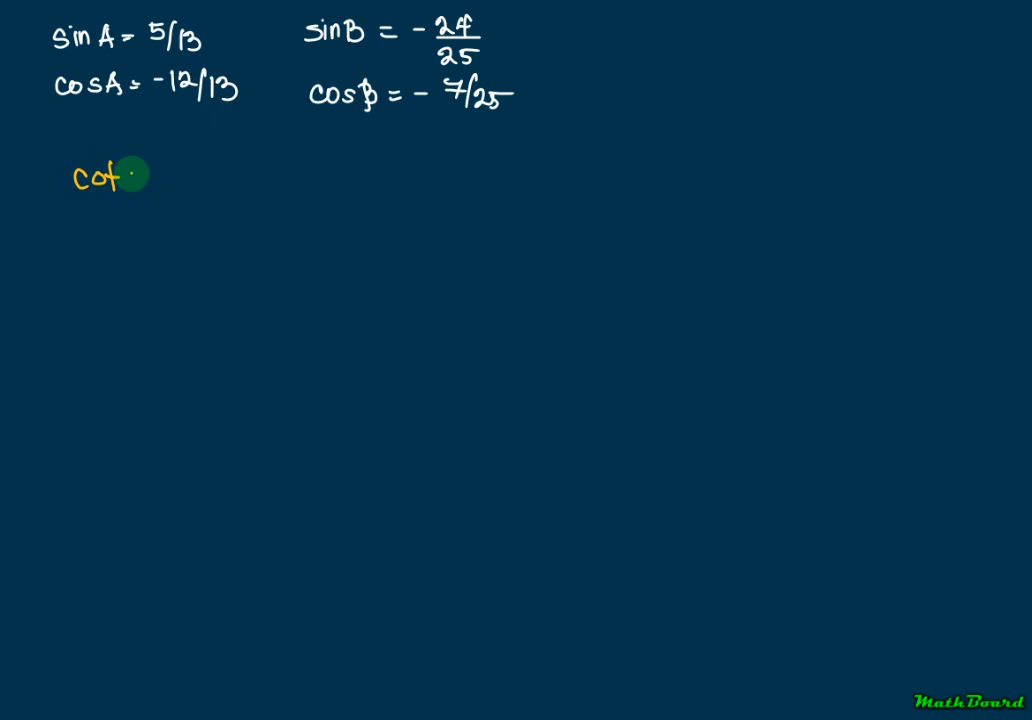 sin A = 5/13
cos A = -12/13
sin B = - 24/25
cos B = - 7/25
cot
MathBoard